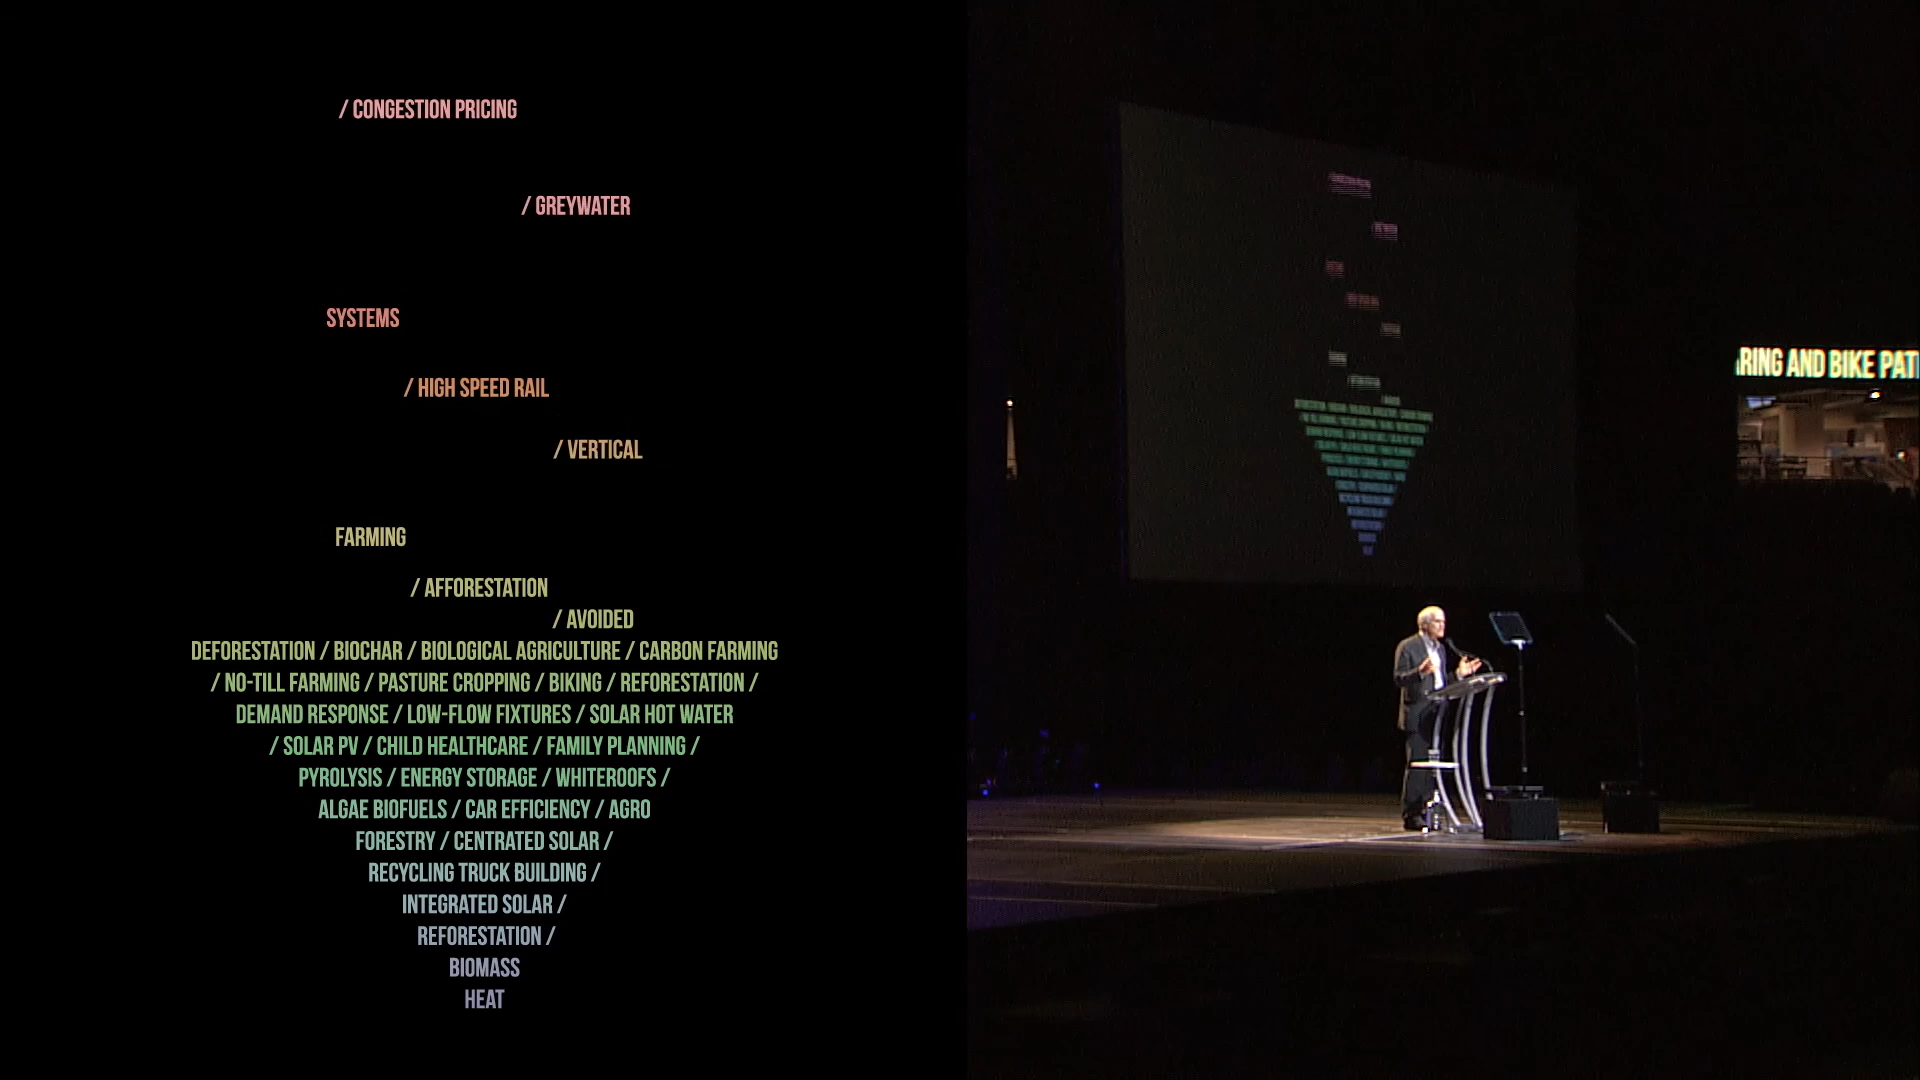 / CONGESTION PRICING
/ GREYWATER
SYSTEMS
/ HIGH SPEED RAIL
/ VERTICAL
FARMING
/ AFFORESTATION
/ AVOIDED
DEFORESTATION / BIOCHAR / BIOLOGICAL AGRICULTURE / CARBON FARMING
/ NO-TILL FARMING / PASTURE CROPPING / BIKING / REFORESTATION /
DEMAND RESPONSE / LOW-FLOW FIXTURES / SOLAR HOT WATER
/ SOLAR PV / CHILD HEALTHCARE / FAMILY PLANNING /
PYROLYSIS / ENERGY STORAGE / WHITEROOFS /
ALGAE BIOFUELS / CAR EFFICIENCY / AGRO
FORESTRY / CENTRATED SOLAR /
RECYCLING TRUCK BUILDING /
INTEGRATED SOLAR /
REFORESTATION /
BIOMASS
HEAT
RING AND BIKE PAT